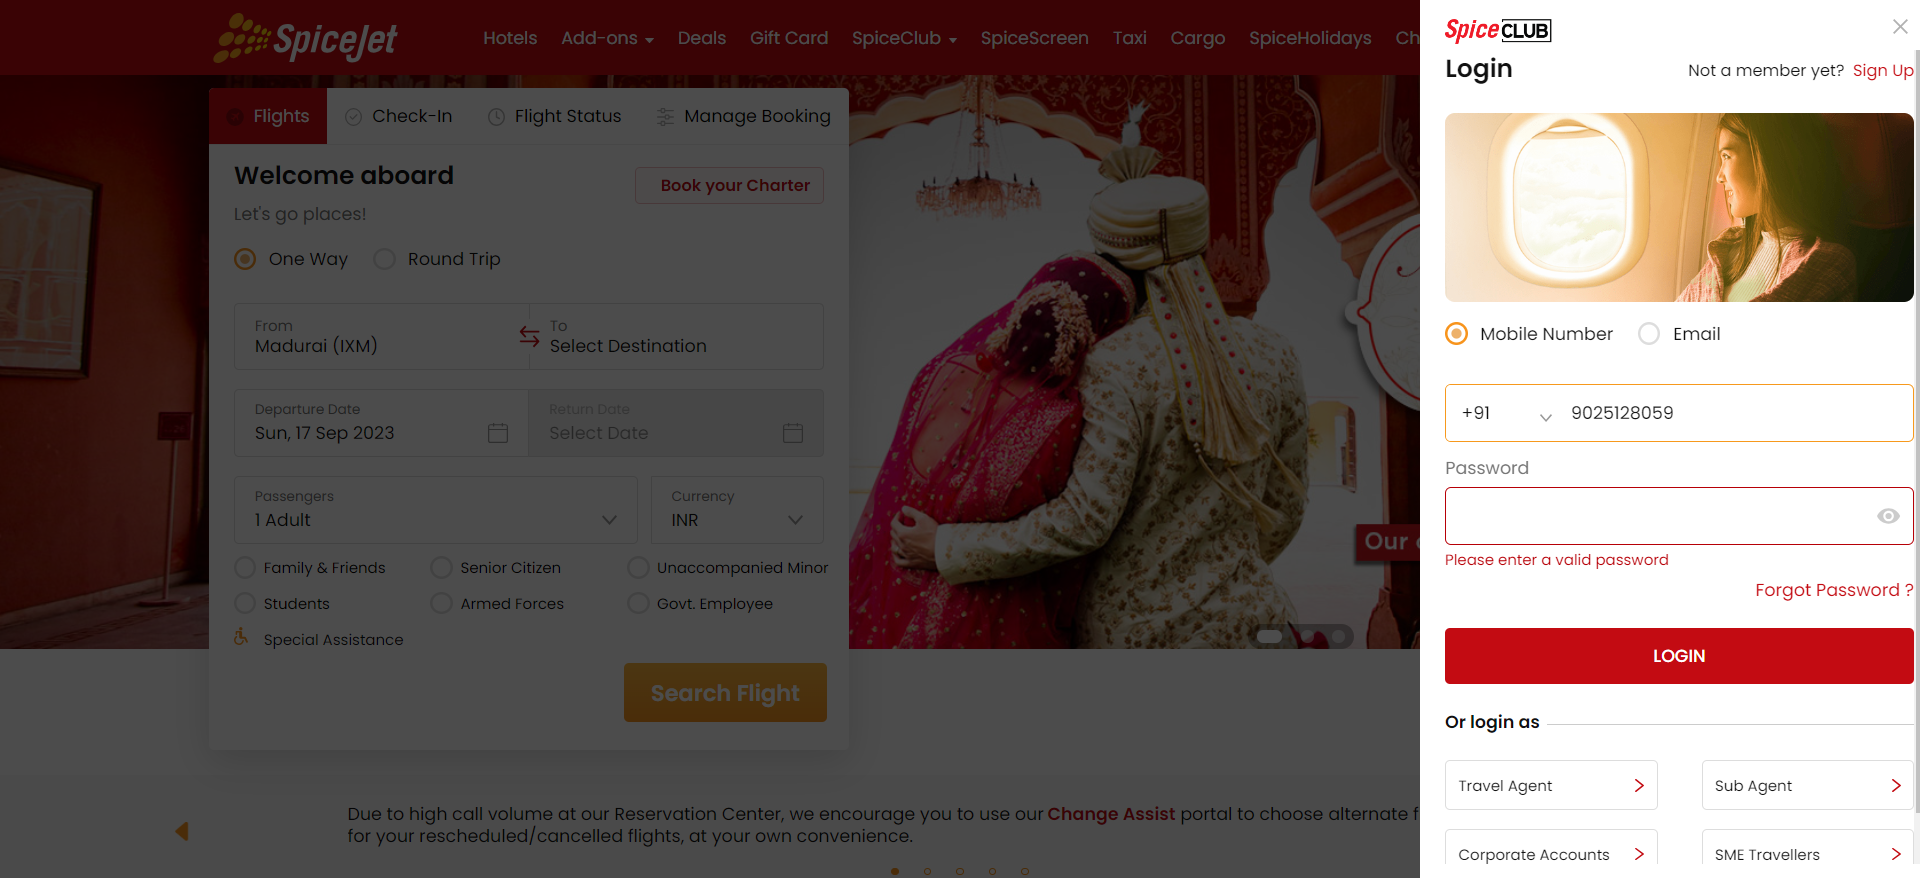 SpiceJet
Hotels Add-ons Deals Gift Card SpiceClub SpiceScreen Taxi Cargo SpiceHolidays Ch
Flights Check-In Flight Status Manage Booking
Welcome aboard
Book your Charter
Let's go places!
One Way Round Trip
From To
Madurai (IXM) Select Destination
Departure Date Return Date
Sun, 17 Sep 2023 Select Date
Passengers Currency
1 Adult INR
Family & Friends Senior Citizen Unaccompanied Minor
Students Armed Forces Govt. Employee
Special Assistance
Search Flight
Our
Due to high call volume at our Reservation Center, we encourage you to use our Change Assist portal to choose alternate f
for your rescheduled/cancelled flights, at your own convenience.
SpiceCLUB
Login
Not a member yet? Sign Up
Mobile Number Email
+91 9025128059
Password
Please enter a valid password
Forgot Password ?
LOGIN
Or login as
Travel Agent Sub Agent
Corporate Accounts SME Travellers